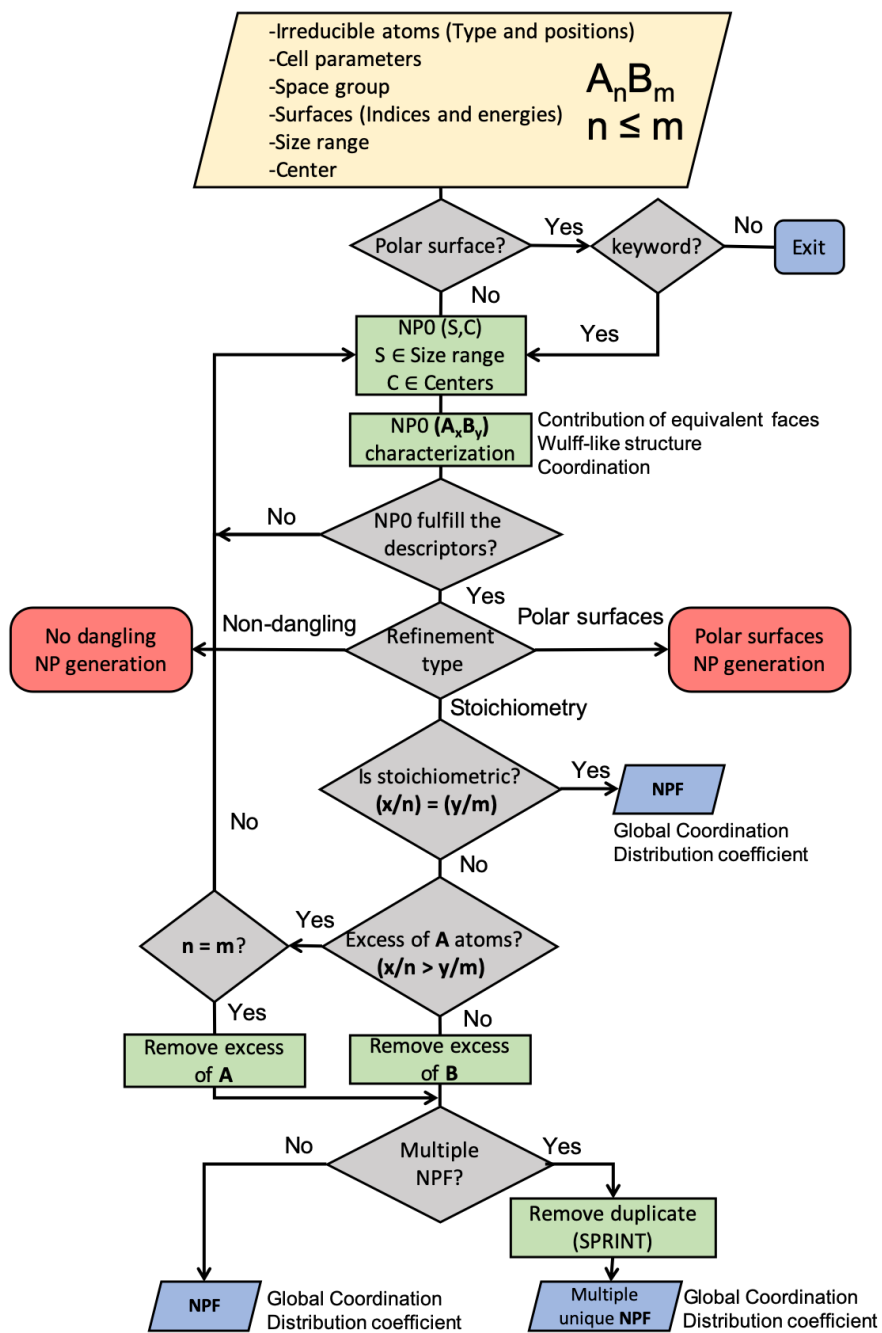 -Irreducible atoms (Type and positions)
-Cell parameters
-Space group
-Surfaces (Indices and energies)
-Size range
-Center
AnBm
n ≤ m
Polar surface?
Yes
keyword?
No
Exit
No
Yes
NP0 (S,C)
S ∈ Size range
C ∈ Centers
NP0 (AxBy)
characterization
Contribution of equivalent faces
Wulff-like structure
Coordination
NP0 fulfill the
descriptors?
No
Yes
Refinement
type
Non-dangling
No dangling
NP generation
Polar surfaces
Polar surfaces
NP generation
Stoichiometry
Is stoichiometric?
(x/n) = (y/m)
Yes
NPF
Global Coordination
Distribution coefficient
No
No
Excess of A atoms?
(x/n > y/m)
Yes
n = m?
Yes
No
Remove excess
of A
Remove excess
of B
Multiple
NPF?
No
Yes
Remove duplicate
(SPRINT)
NPF
Global Coordination
Distribution coefficient
Multiple
unique NPF
Global Coordination
Distribution coefficient